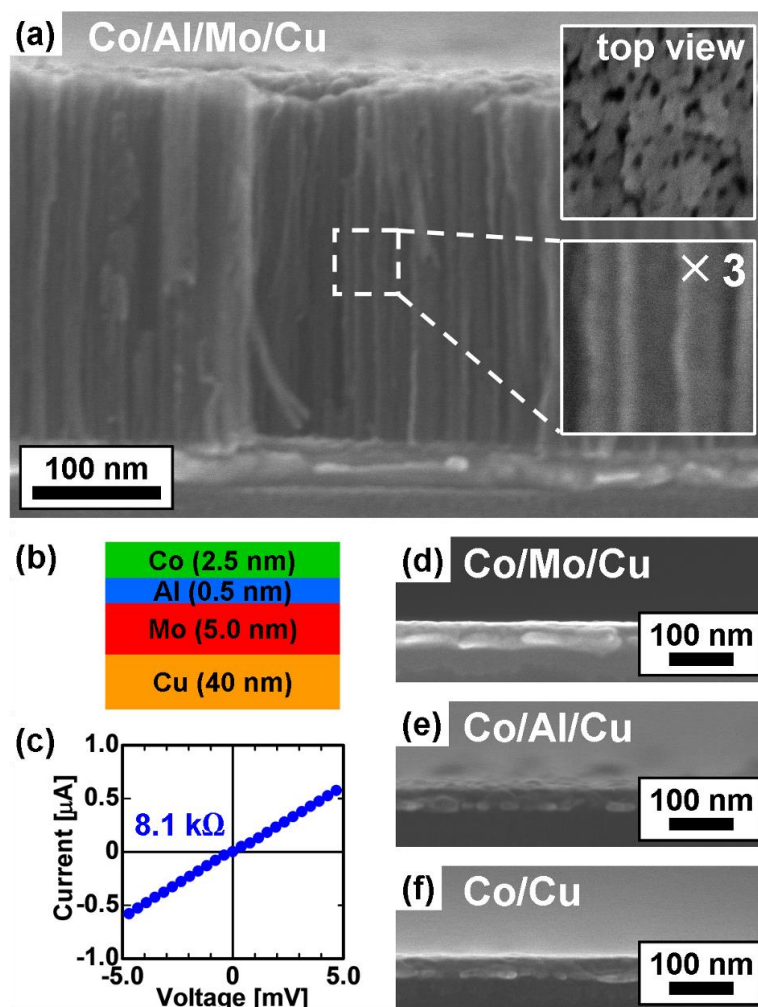 (a) Co/Al/Mo/Cu
top view
× 3
100 nm
(b)
Co (2.5 nm)
Al (0.5 nm)
Mo (5.0 nm)
Cu (40 nm)
(c)
Current [μA]
1.0
0.5
0
-0.5
-1.0
8.1 kΩ
-5.0 0 5.0
Voltage [mV]
(d) Co/Mo/Cu
100 nm
(e) Co/Al/Cu
100 nm
(f) Co/Cu
100 nm